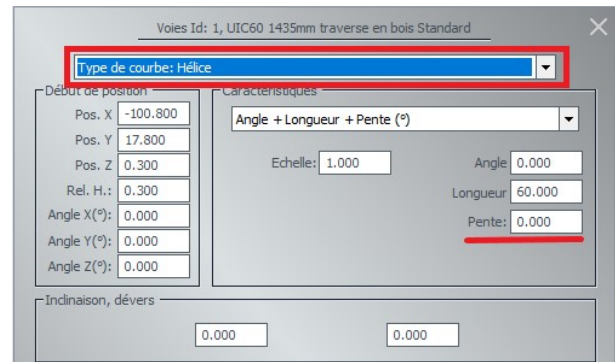 Voies Id: 1, UIC60 1435mm traverse en bois Standard
Type de courbe: Hélice
Début de position
Pos. X -100.800
Pos. Y 17.800
Pos. Z 0.300
Rel. H.: 0.300
Angle X(°): 0.000
Angle Y(°): 0.000
Angle Z(°): 0.000
Caractéristiques
Angle + Longueur + Pente (°)
Echelle: 1.000 Angle 0.000
Longueur 60.000
Pente: 0.000
Inclinaison, dévers
0.000 0.000